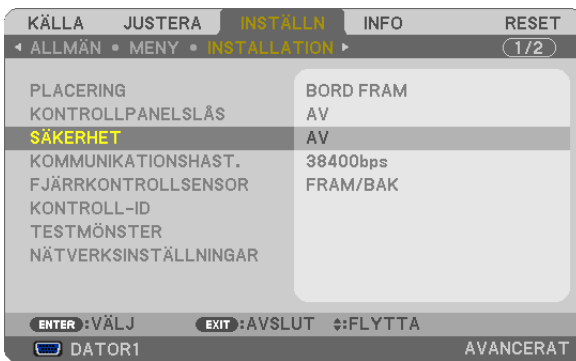 KÄLLA JUSTERA INSTÄLLN INFO RESET
ALLMÄN • MENY • INSTALLATION 1/2
PLACERING BORD FRAM
KONTROLLPANELSLÅS AV
SÄKERHET AV
KOMMUNIKATIONSHAST. 38400bps
FJÄRRKONTROLLSENSOR FRAM/BAK
KONTROLL-ID
TESTMÖNSTER
NÄTVERKSINSTÄLLNINGAR
ENTER :VÄLJ EXIT :AVSLUT :FLYTTA
DATOR1 AVANCERAT